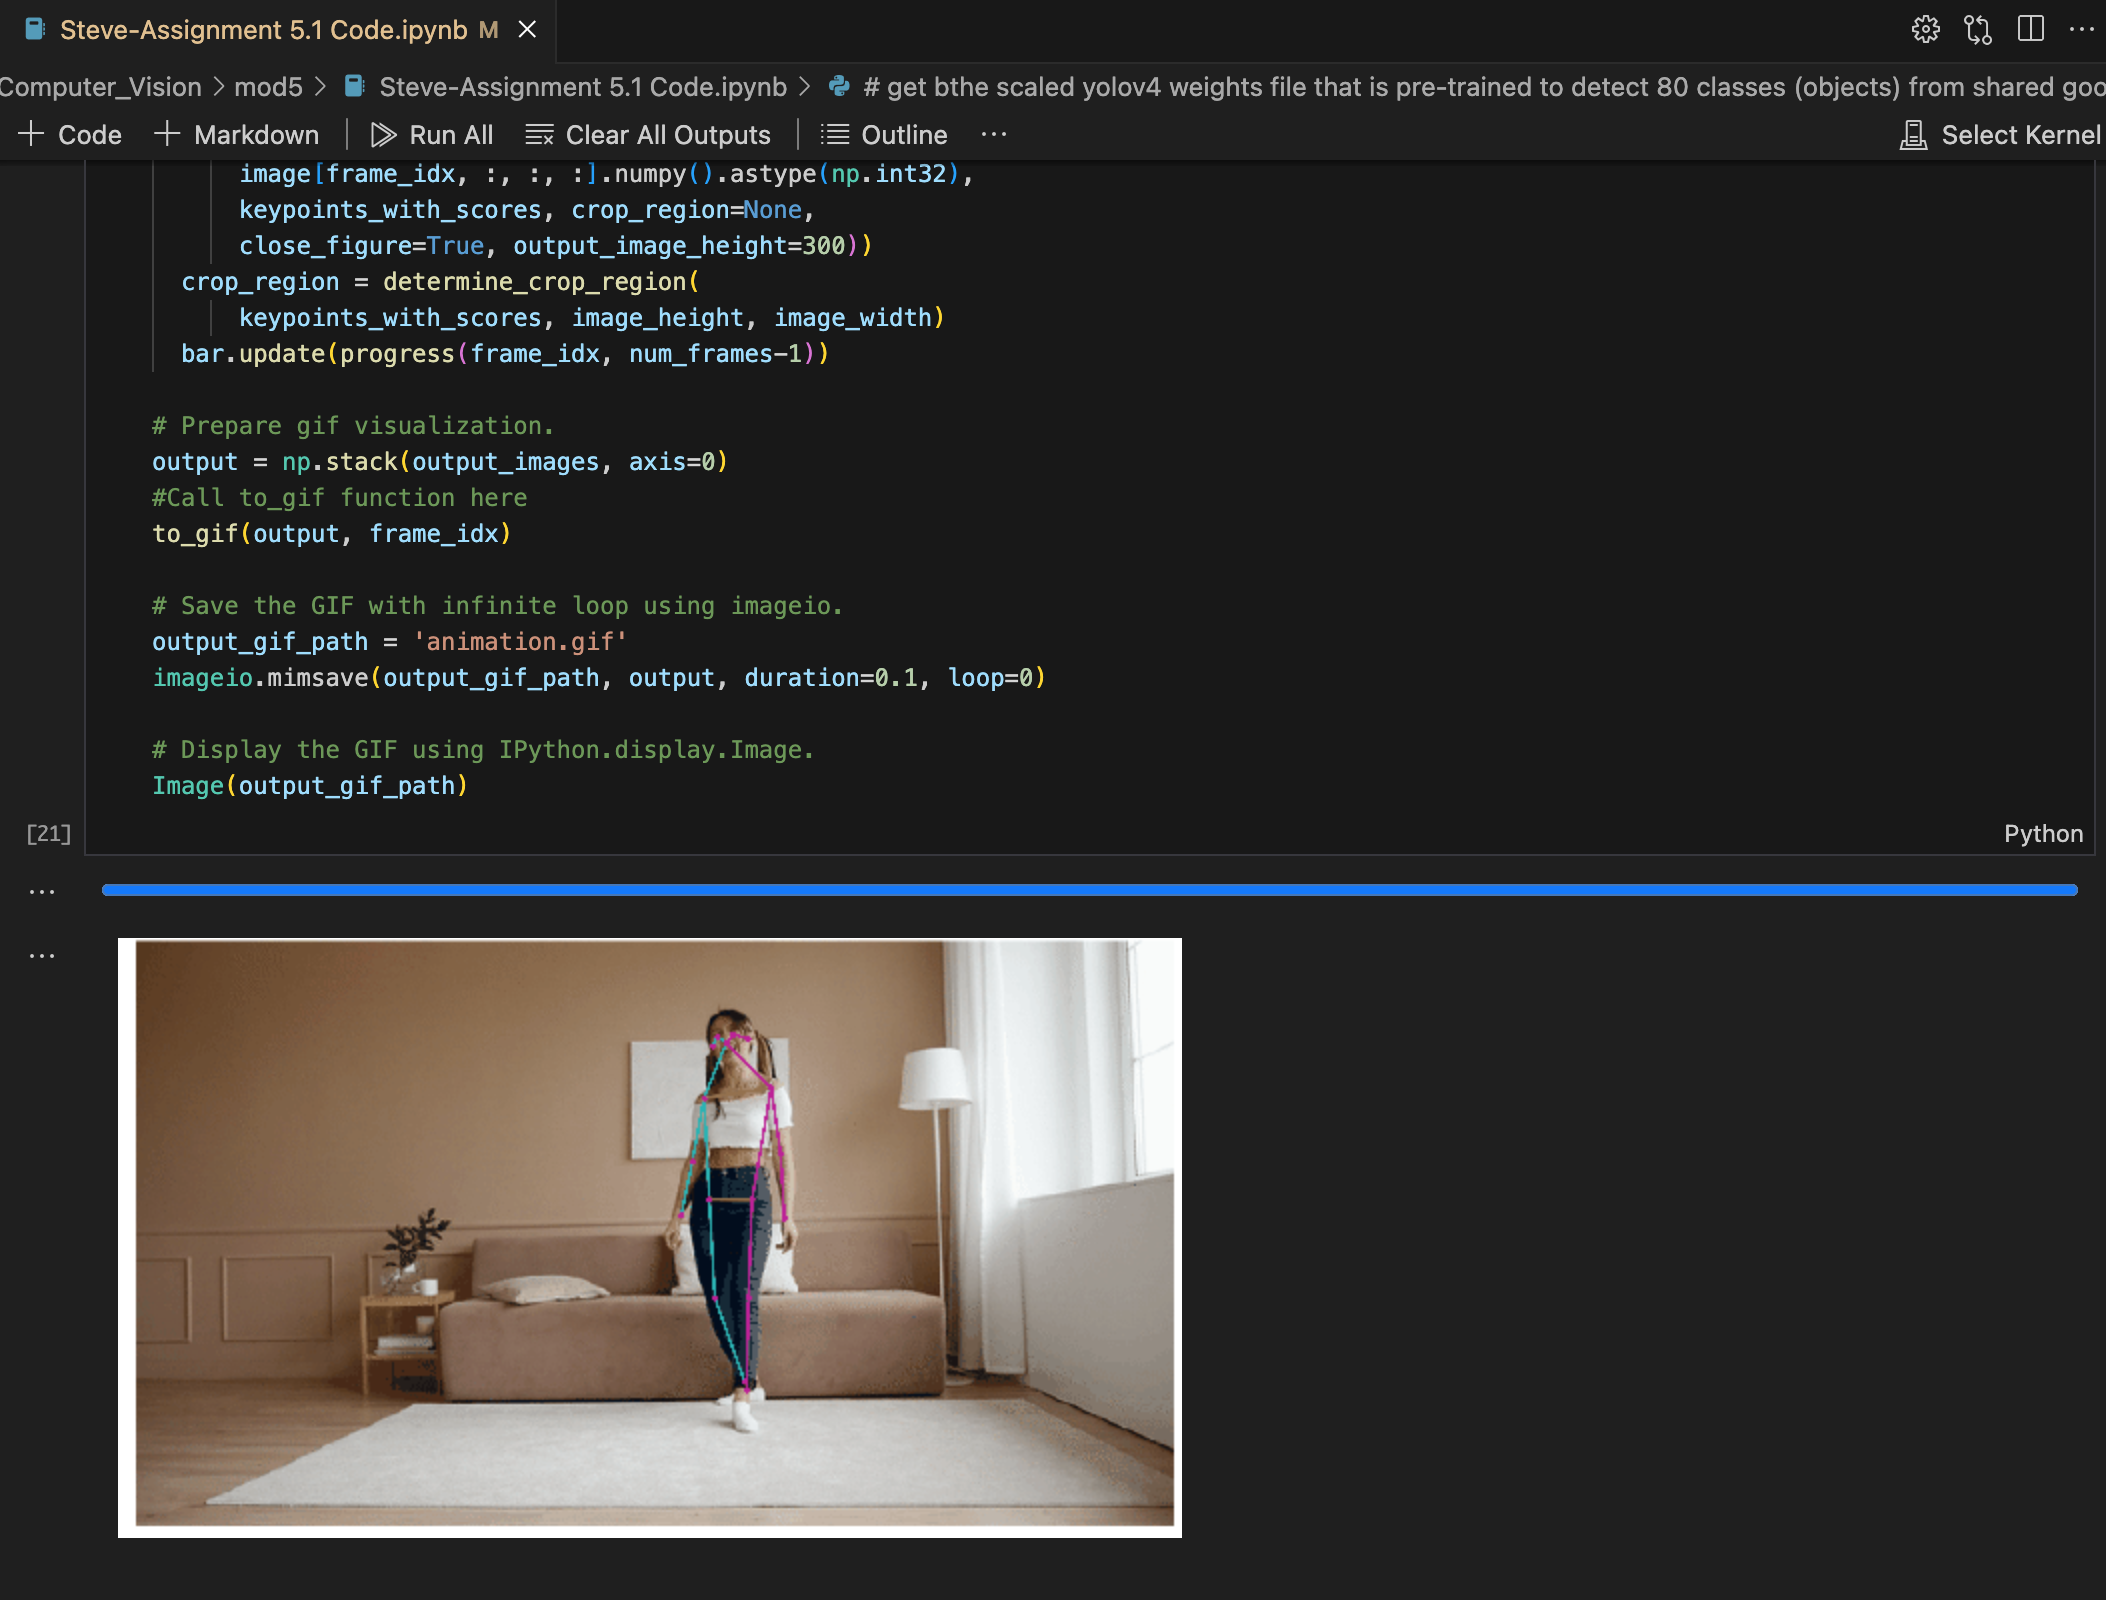 Steve-Assignment 5.1 Code.ipynb M
Computer_Vision > mod5 > Steve-Assignment 5.1 Code.ipynb > # get bthe scaled yolov4 weights file that is pre-trained to detect 80 classes (objects) from shared goo
+ Code + Markdown Run All Clear All Outputs Outline ... Select Kernel
image[frame_idx, :, :, :].numpy().astype(np.int32),
keypoints_with_scores, crop_region=None,
close_figure=True, output_image_height=300))
crop_region = determine_crop_region(
keypoints_with_scores, image_height, image_width)
bar.update(progress(frame_idx, num_frames-1))
# Prepare gif visualization.
output = np.stack(output_images, axis=0)
#Call to_gif function here
to_gif(output, frame_idx)
# Save the GIF with infinite loop using imageio.
output_gif_path = 'animation.gif'
imageio.mimsave(output_gif_path, output, duration=0.1, loop=0)
# Display the GIF using IPython.display.Image.
Image(output_gif_path)
[21] Python